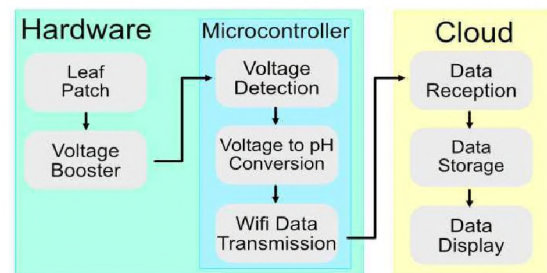 Hardware
Leaf
Patch
Voltage
Booster
Microcontroller
Voltage
Detection
Voltage to pH
Conversion
Wifi Data
Transmission
Cloud
Data
Reception
Data
Storage
Data
Display